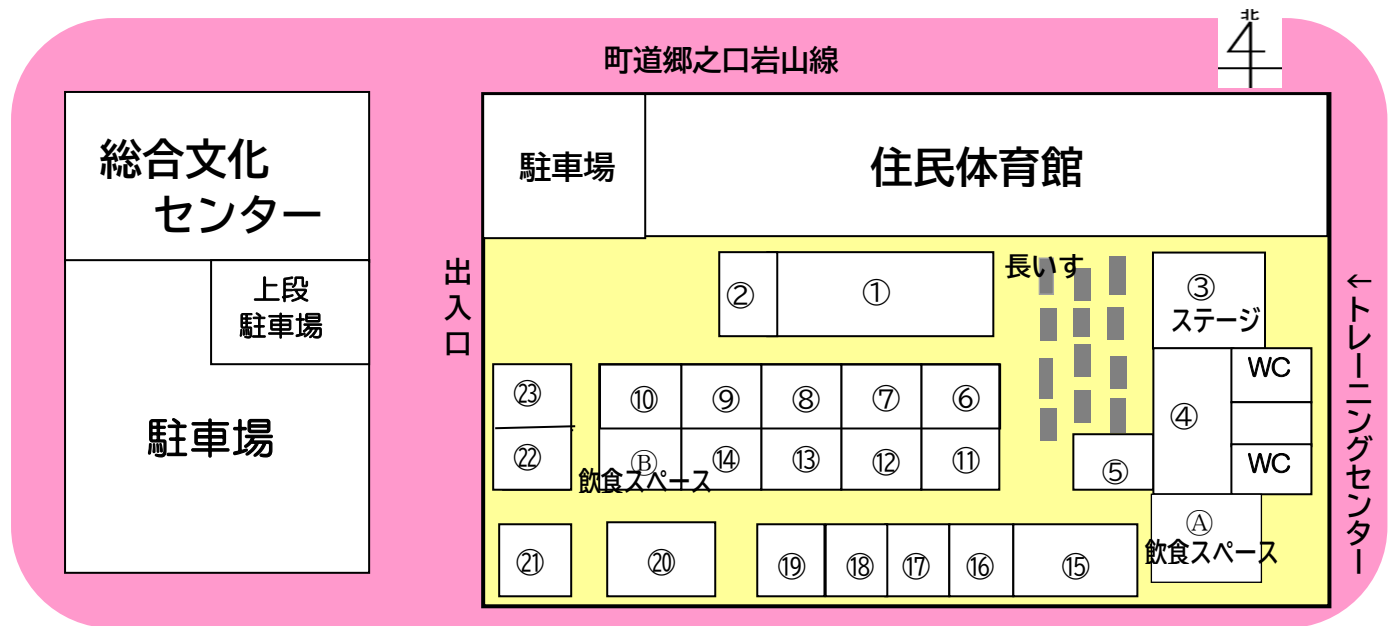 北
町道郷之口岩山線
総合文化
センター
駐車場
住民体育館
出入口
上段
駐車場
駐車場
②
①
長いす
③
ステージ
←トレーニングセンター
㉓
⑩
⑨
⑧
⑦
⑥
④
WC
㉒
Ⓑ
飲食スペース
⑭
⑬
⑫
⑪
⑤
WC
㉑
⑳
⑲
⑱
⑰
⑯
⑮
Ⓐ
飲食スペース